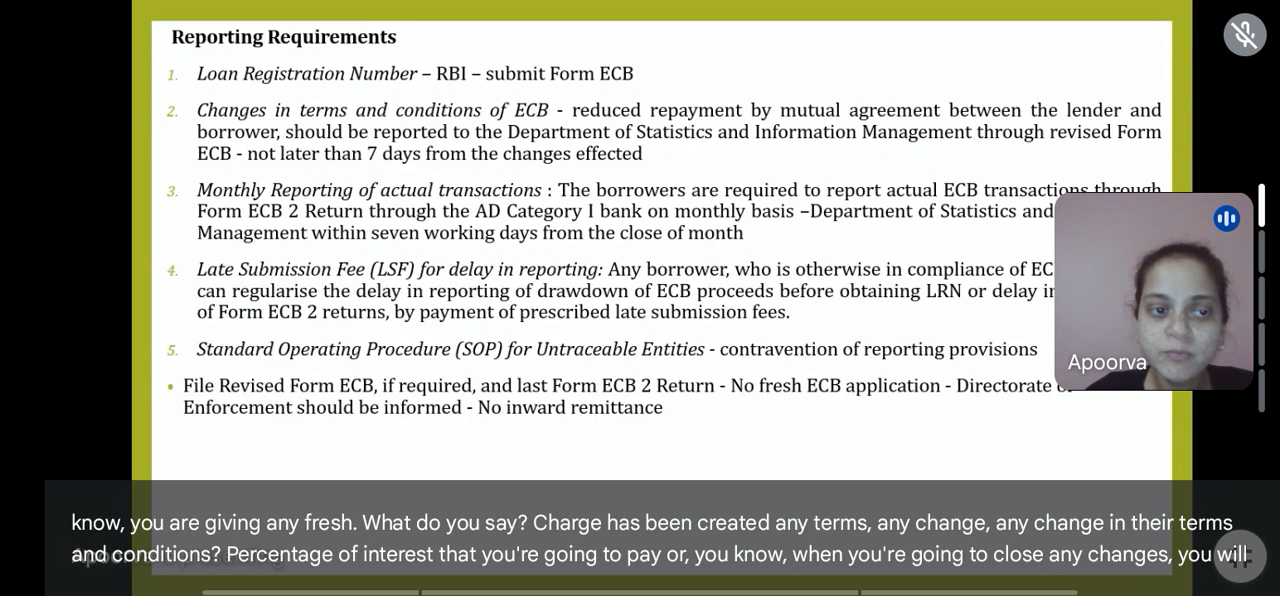 Reporting Requirements
1. Loan Registration Number – RBI – submit Form ECB
2. Changes in terms and conditions of ECB - reduced repayment by mutual agreement between the lender and
borrower, should be reported to the Department of Statistics and Information Management through revised Form
ECB - not later than 7 days from the changes effected
3. Monthly Reporting of actual transactions : The borrowers are required to report actual ECB transactions through
Form ECB 2 Return through the AD Category I bank on monthly basis –Department of Statistics and
Management within seven working days from the close of month
4. Late Submission Fee (LSF) for delay in reporting: Any borrower, who is otherwise in compliance of
can regularise the delay in reporting of drawdown of ECB proceeds before obtaining LRN or delay
of Form ECB 2 returns, by payment of prescribed late submission fees.
5. Standard Operating Procedure (SOP) for Untraceable Entities - contravention of reporting provisions
• File Revised Form ECB, if required, and last Form ECB 2 Return - No fresh ECB application - Directorate
Enforcement should be informed - No inward remittance
Apoorva
know, you are giving any fresh. What do you say? Charge has been created any terms, any change, any change in their terms
and conditions? Percentage of interest that you're going to pay or, you know, when you're going to close any changes, you will